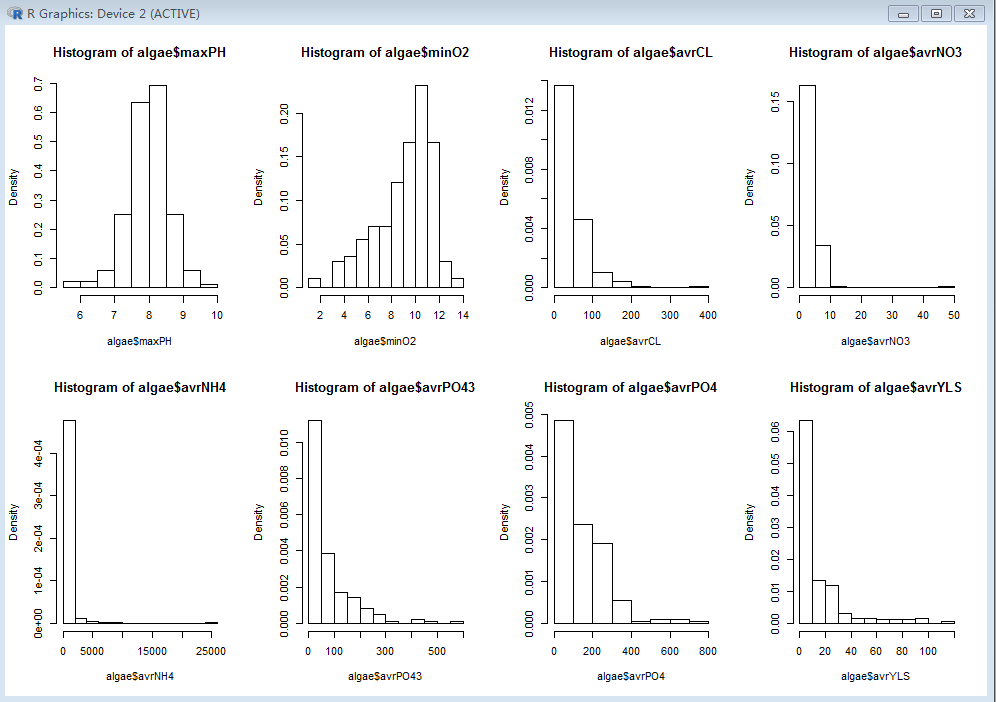 R Graphics: Device 2 (ACTIVE)
Histogram of algae$maxPH
Density
0.0 0.1 0.2 0.3 0.4 0.5 0.6 0.7
6 7 8 9 10
algae$maxPH
Histogram of algae$minO2
Density
0.00 0.05 0.10 0.15 0.20
2 4 6 8 10 12 14
algae$minO2
Histogram of algae$avrCL
Density
0.000 0.004 0.008 0.012
0 100 200 300 400
algae$avrCL
Histogram of algae$avrNO3
Density
0.00 0.05 0.10 0.15
0 10 20 30 40 50
algae$avrNO3
Histogram of algae$avrNH4
Density
0e+00 1e-04 2e-04 3e-04 4e-04
0 5000 15000 25000
algae$avrNH4
Histogram of algae$avrPO43
Density
0.000 0.002 0.004 0.006 0.008 0.010
0 100 300 500
algae$avrPO43
Histogram of algae$avrPO4
Density
0.000 0.001 0.002 0.003 0.004 0.005
0 200 400 600 800
algae$avrPO4
Histogram of algae$avrYLS
Density
0.00 0.01 0.02 0.03 0.04 0.05 0.06
0 20 40 60 80 100
algae$avrYLS